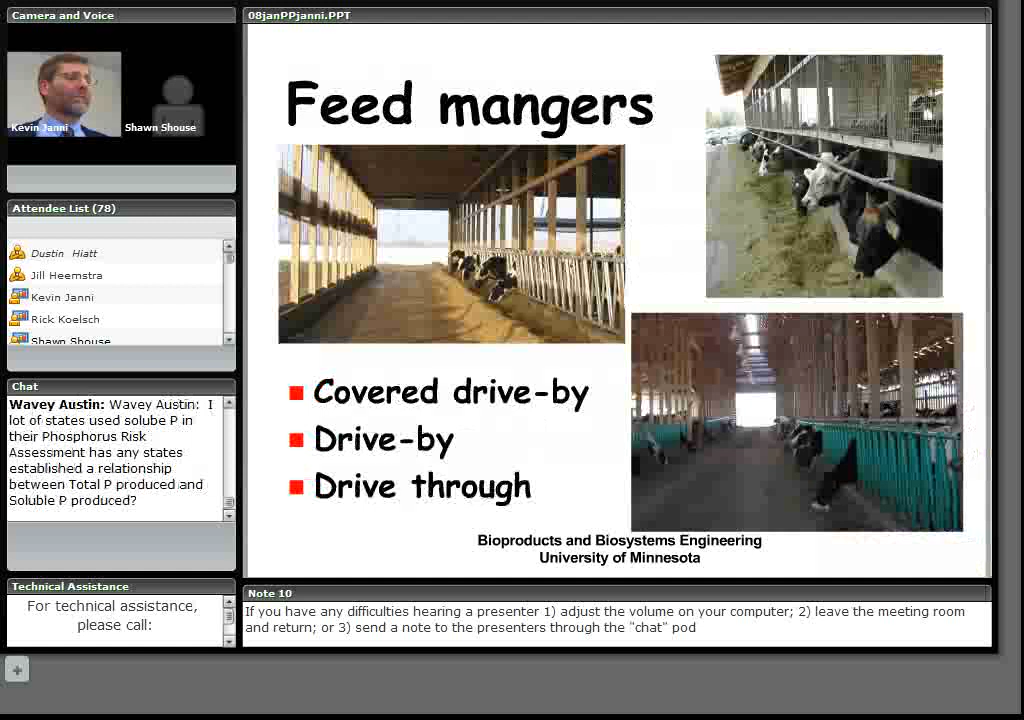 Camera and Voice
Kevin Janni
Shawn Shouse
Attendee List (78)
Dustin Hiatt
Jill Heemstra
Kevin Janni
Rick Koelsch
Shawn Shouse
Chat
Wavey Austin: Wavey Austin: I
lot of states used solube P in
their Phosphorus Risk
Assessment has any states
established a relationship
between Total P produced and
Soluble P produced?
Technical Assistance
For technical assistance,
please call:
08janPPjanni.PPT
Feed mangers
Covered drive-by
Drive-by
Drive through
Bioproducts and Biosystems Engineering
University of Minnesota
Note 10
If you have any difficulties hearing a presenter 1) adjust the volume on your computer; 2) leave the meeting room
and return; or 3) send a note to the presenters through the "chat" pod